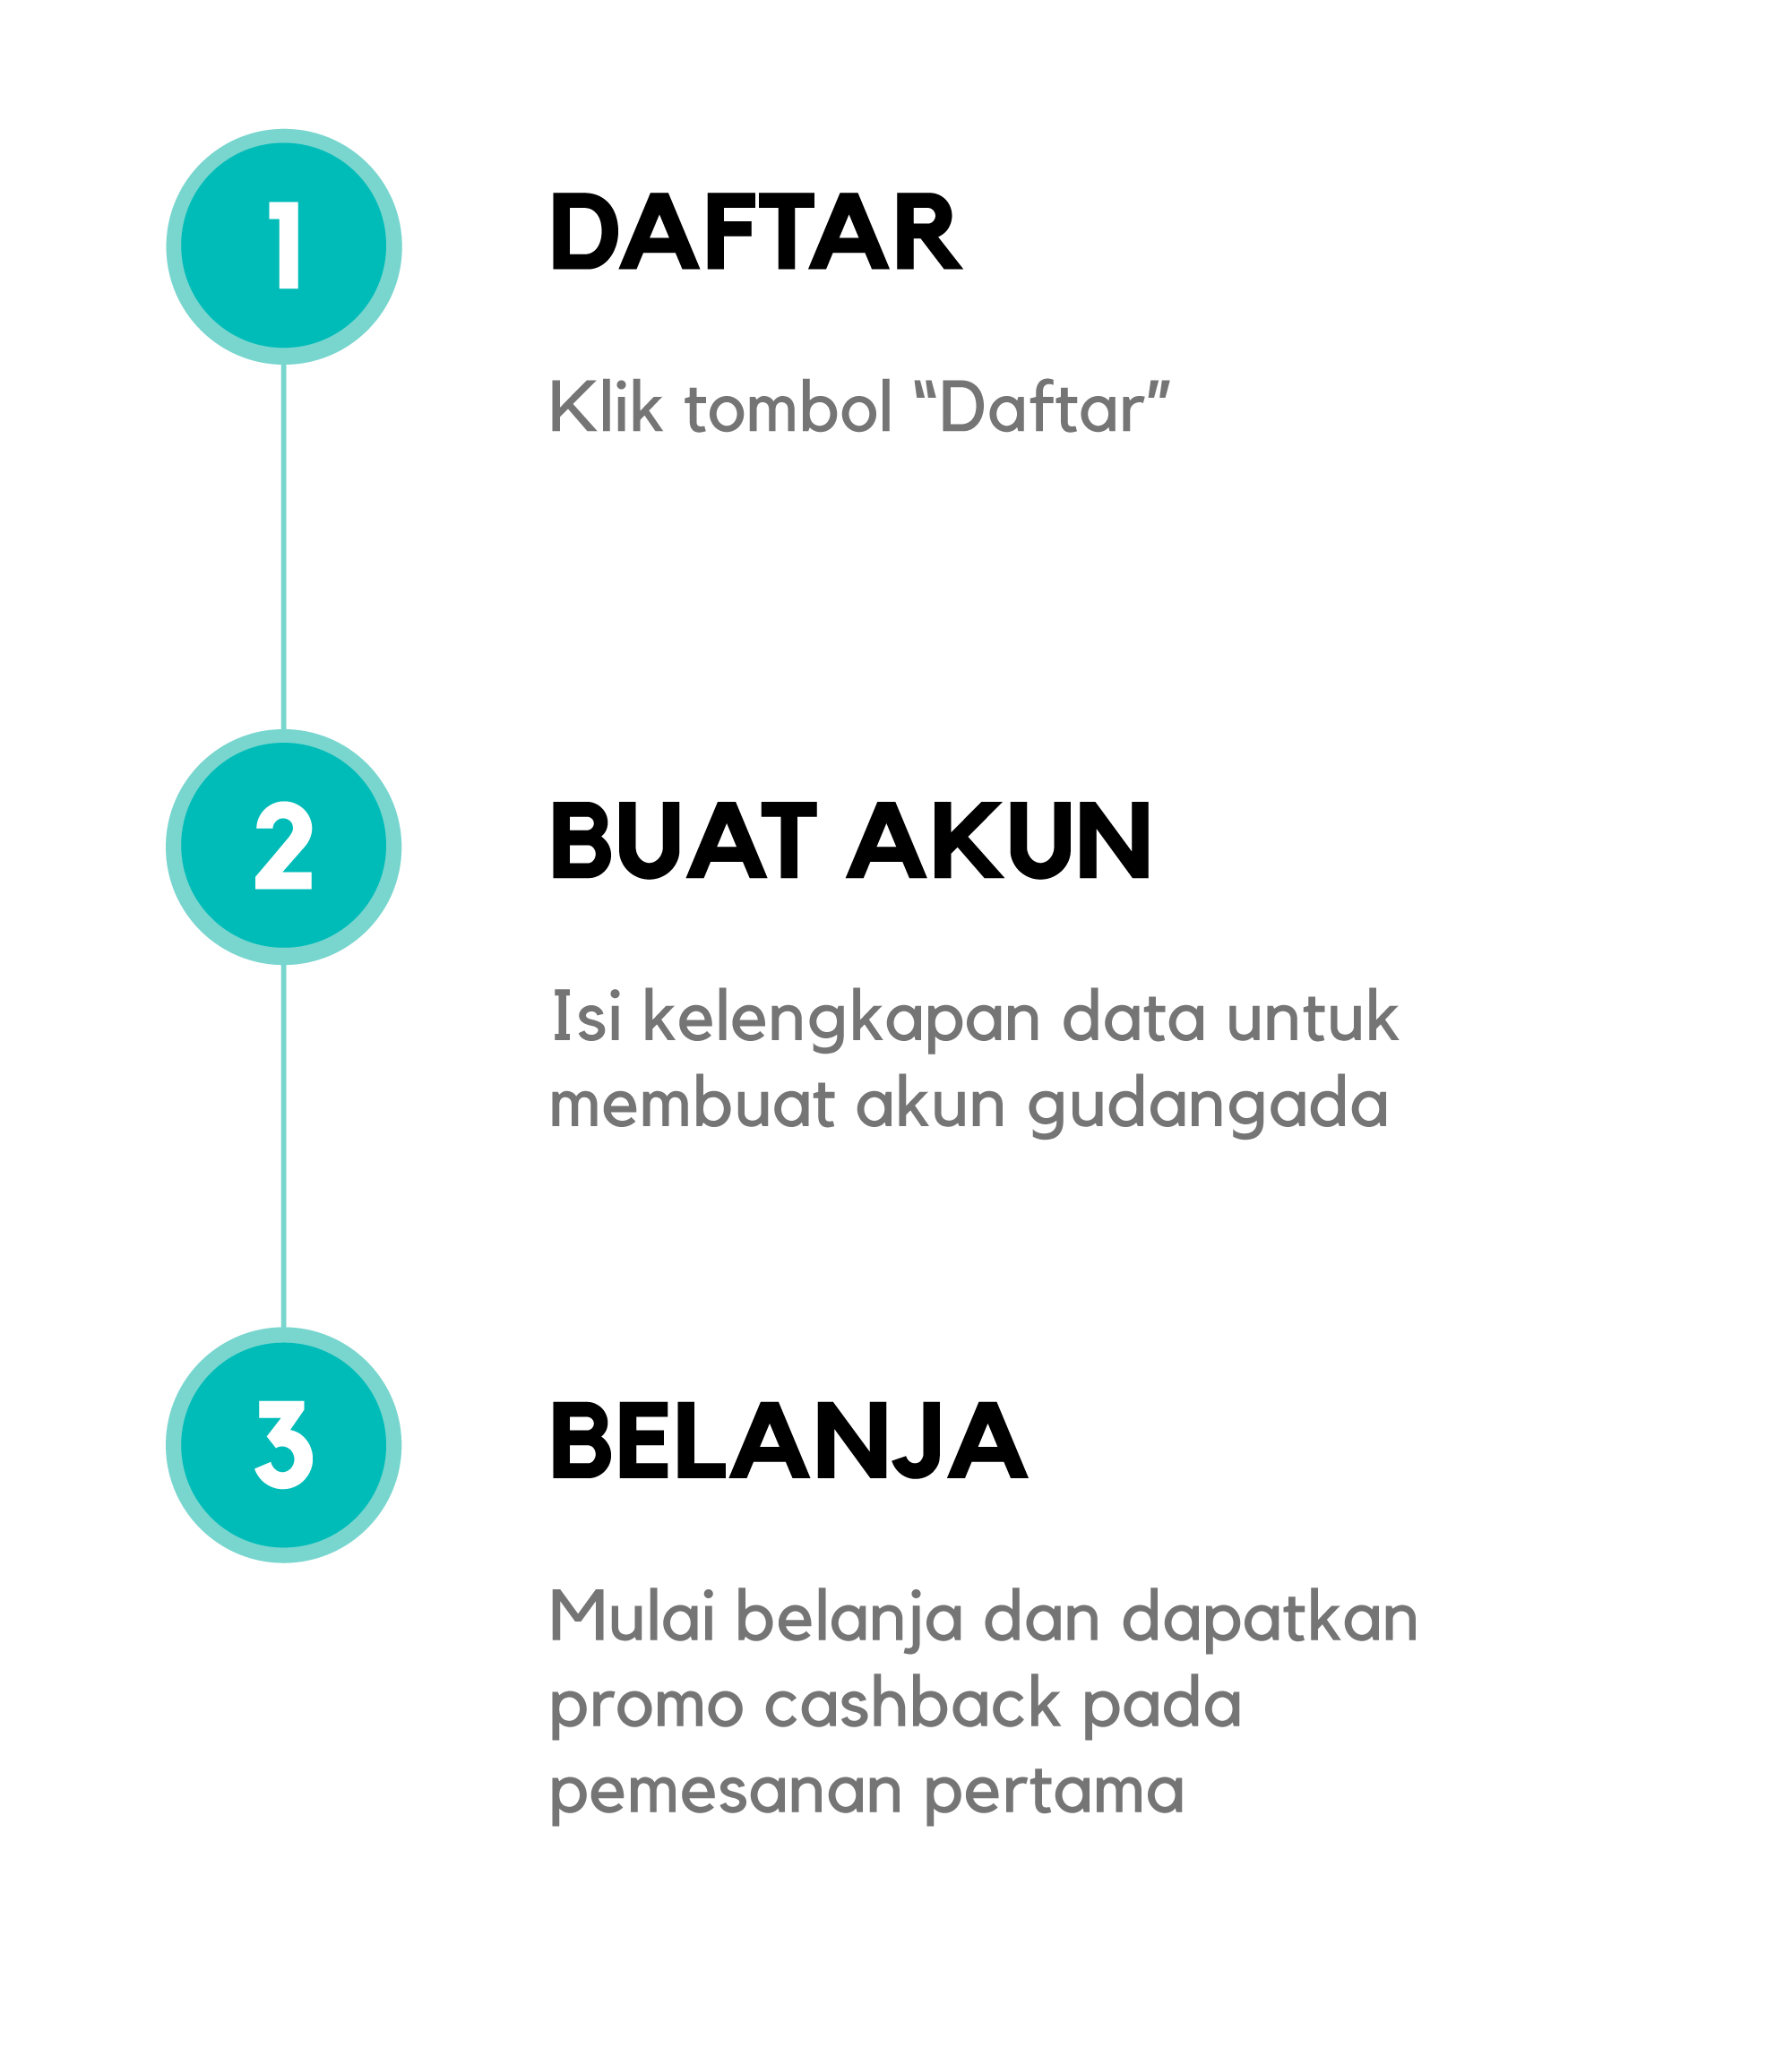 1
DAFTAR
Klik tombol “Daftar”
2
BUAT AKUN
Isi kelengkapan data untuk
membuat akun gudangada
3
BELANJA
Mulai belanja dan dapatkan
promo cashback pada
pemesanan pertama